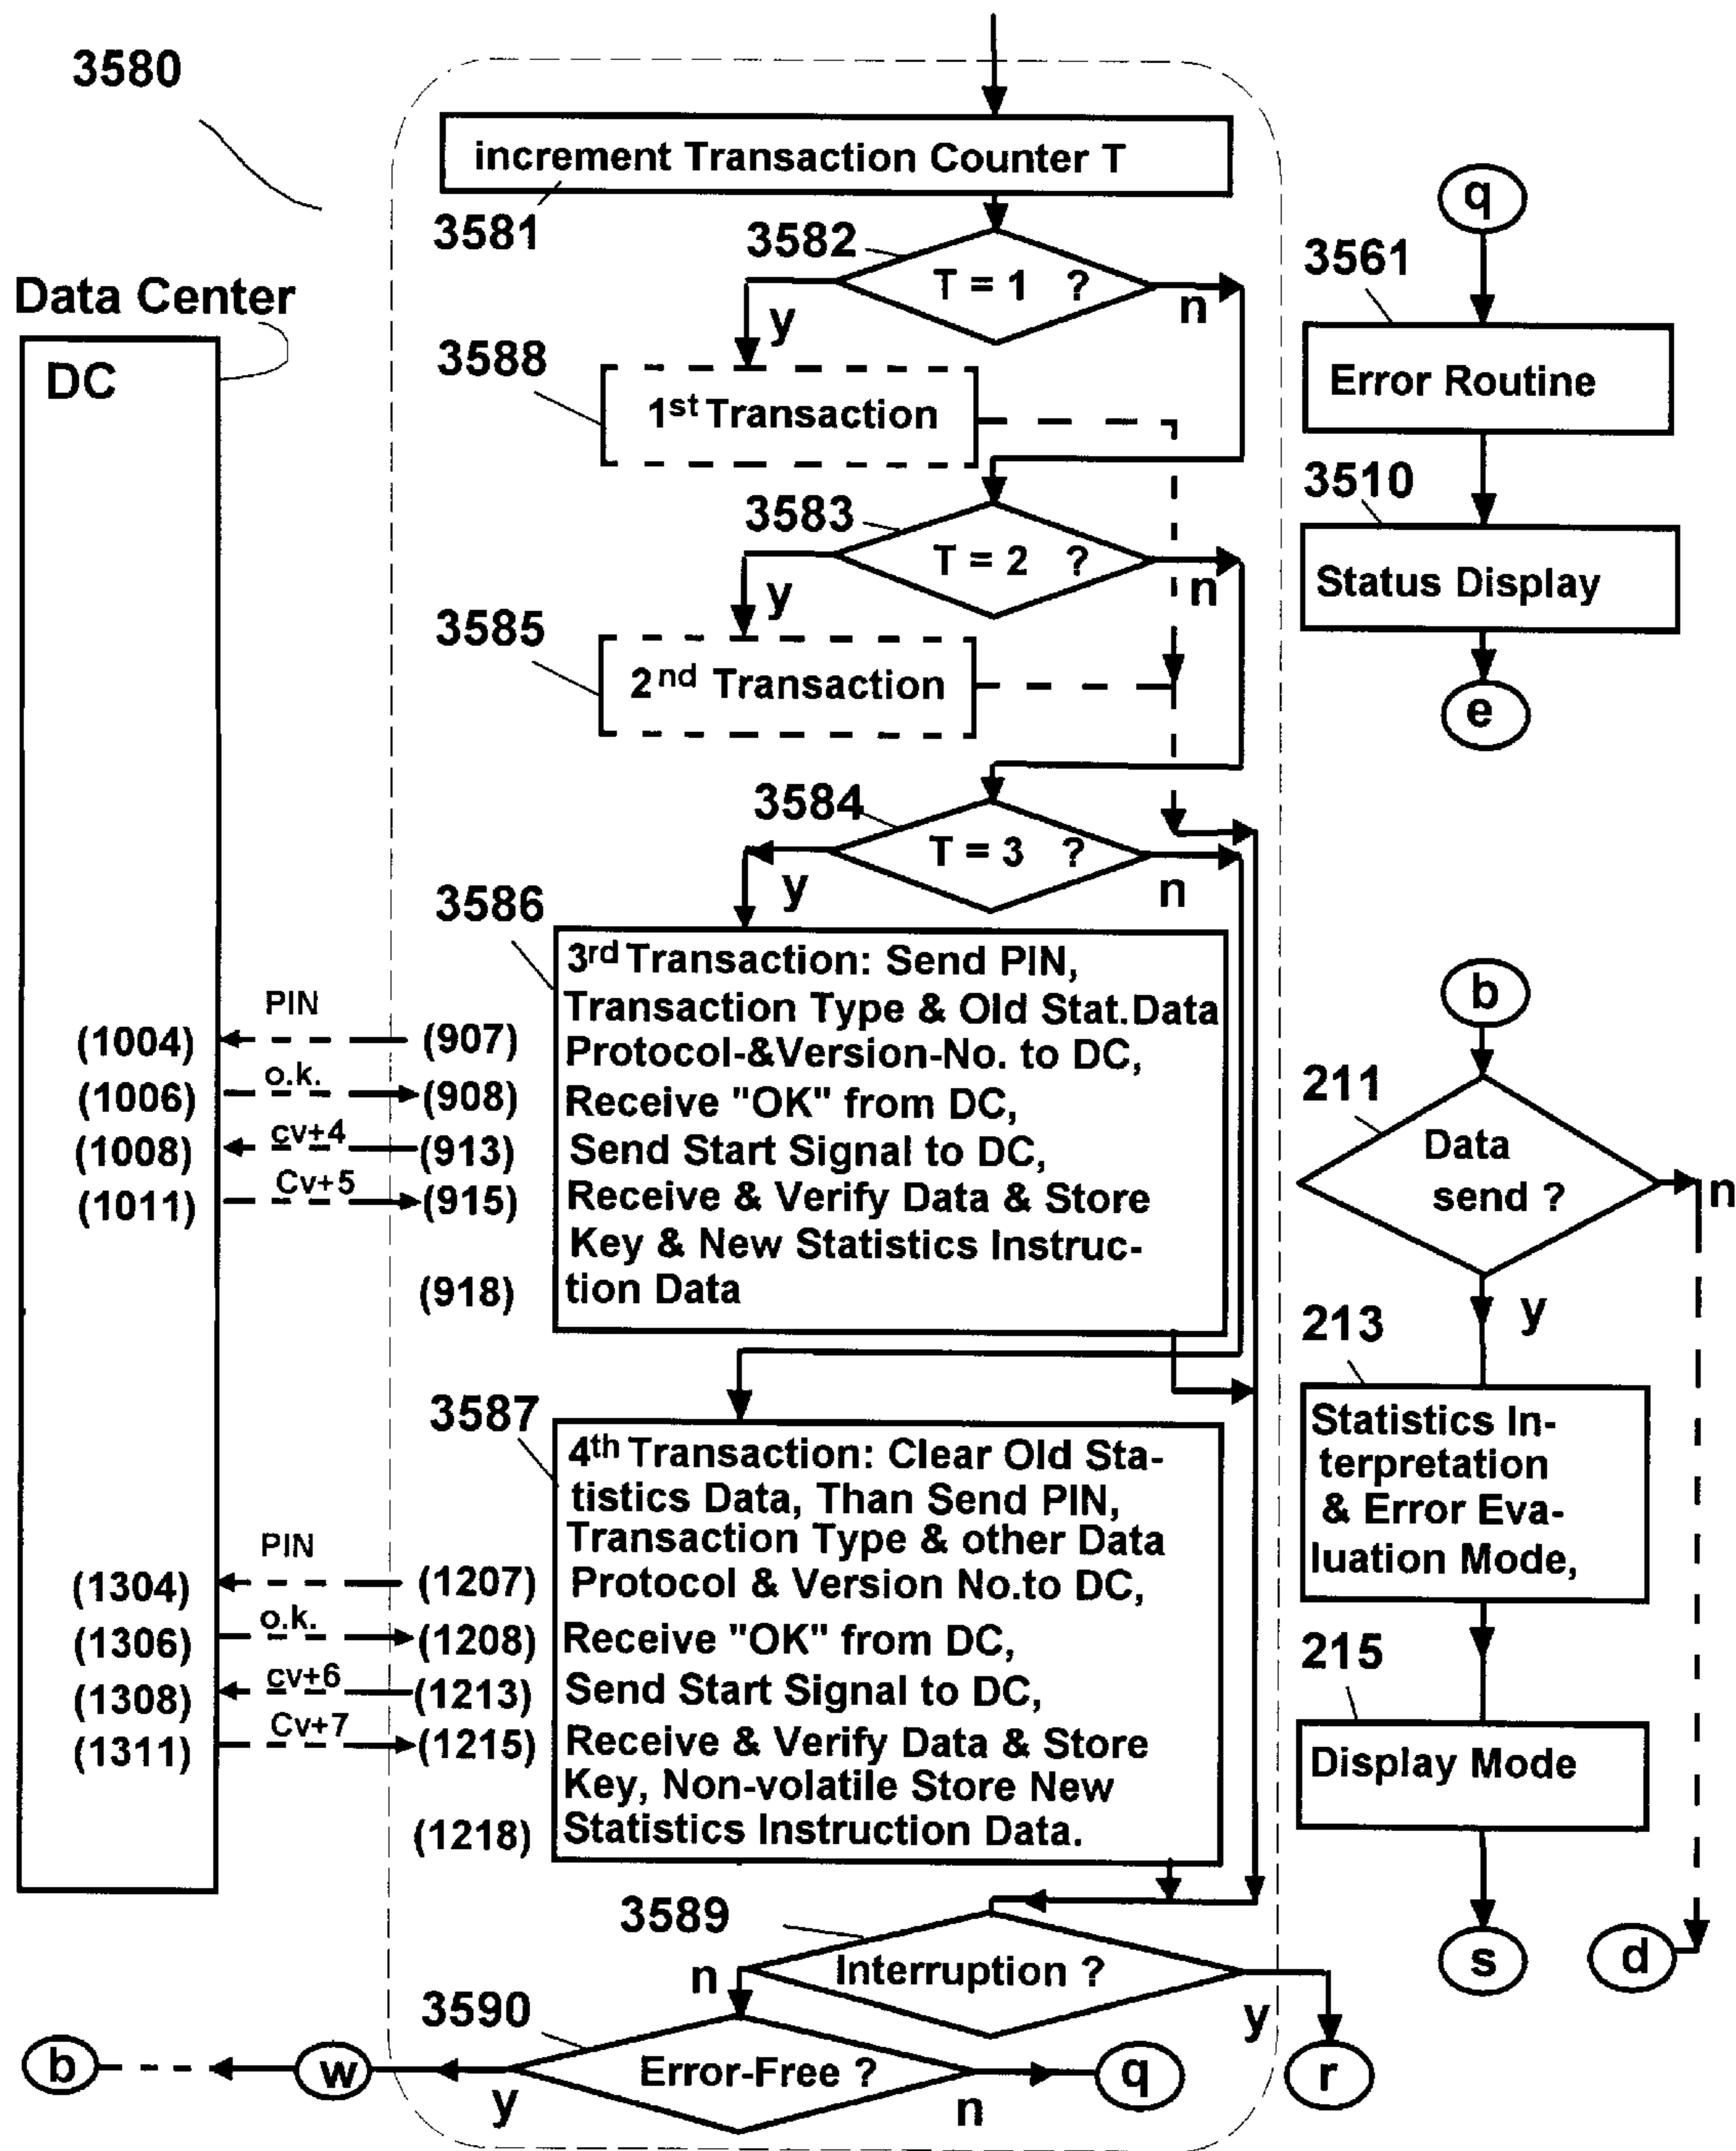 3580
increment Transaction Counter T
3581
3582
T = 1 ?
y
n
q
3561
Error Routine
Data Center
DC
3588
1st Transaction
3510
Status Display
e
3583
T = 2 ?
y
n
3585
2nd Transaction
3584
T = 3 ?
y
n
3586
3rd Transaction: Send PIN,
Transaction Type & Old Stat.Data
Protocol-&Version-No. to DC,
Receive "OK" from DC,
Send Start Signal to DC,
Receive & Verify Data & Store
Key & New Statistics Instruc-
tion Data
(1004) PIN (907)
(1006) o.k. (908)
(1008) cv+4 (913)
(1011) Cv+5 (915)
(918)
b
211
Data
send ?
n
y
213
Statistics In-
terpretation
& Error Eva-
luation Mode,
215
Display Mode
s
d
3587
4th Transaction: Clear Old Sta-
tistics Data, Than Send PIN,
Transaction Type & other Data
Protocol & Version No.to DC,
Receive "OK" from DC,
Send Start Signal to DC,
Receive & Verify Data & Store
Key, Non-volatile Store New
Statistics Instruction Data.
(1304) PIN (1207)
(1306) o.k. (1208)
(1308) cv+6 (1213)
(1311) Cv+7 (1215)
(1218)
3589
Interruption ?
n
y
r
3590
Error-Free ?
y
n
b
w
q